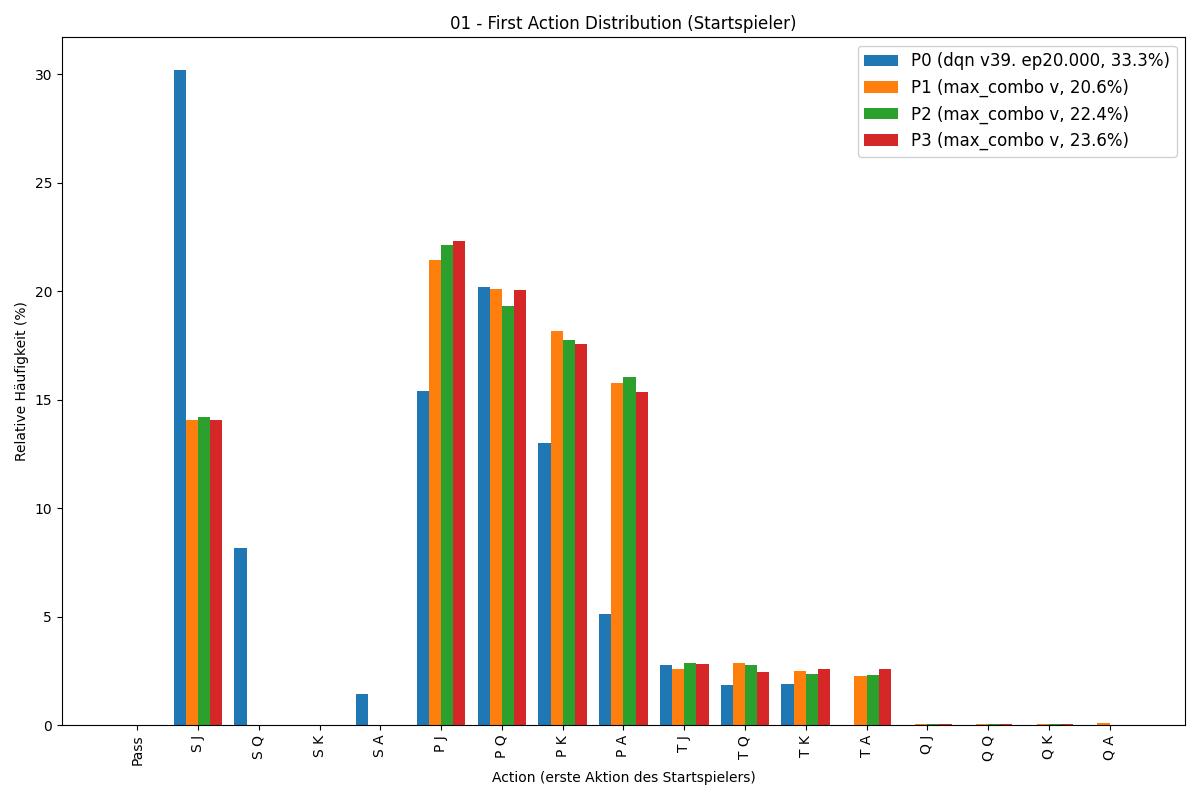 01 - First Action Distribution (Startspieler)
P0 (dqn v39. ep20.000, 33.3%)
P1 (max_combo v, 20.6%)
P2 (max_combo v, 22.4%)
P3 (max_combo v, 23.6%)
Relative Häufigkeit (%)
30
25
20
15
10
5
0
Pass
S J
S Q
S K
S A
P J
P Q
P K
P A
T J
T Q
T K
T A
Q J
Q Q
Q K
Q A
Action (erste Aktion des Startspielers)